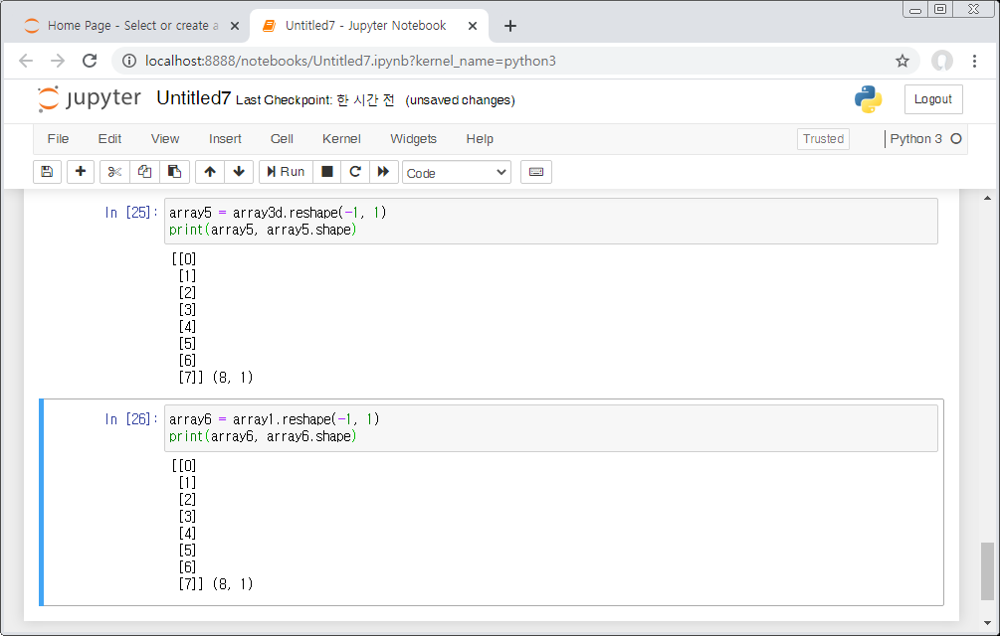 Home Page - Select or create a
Untitled7 - Jupyter Notebook
localhost:8888/notebooks/Untitled7.ipynb?kernel_name=python3
jupyter Untitled7 Last Checkpoint: 한 시간 전 (unsaved changes)
Logout
File Edit View Insert Cell Kernel Widgets Help
Trusted
Python 3
Run
Code
In [25]: array5 = array3d.reshape(-1, 1)
print(array5, array5.shape)
[[0]
[1]
[2]
[3]
[4]
[5]
[6]
[7]] (8, 1)
In [26]: array6 = array1.reshape(-1, 1)
print(array6, array6.shape)
[[0]
[1]
[2]
[3]
[4]
[5]
[6]
[7]] (8, 1)